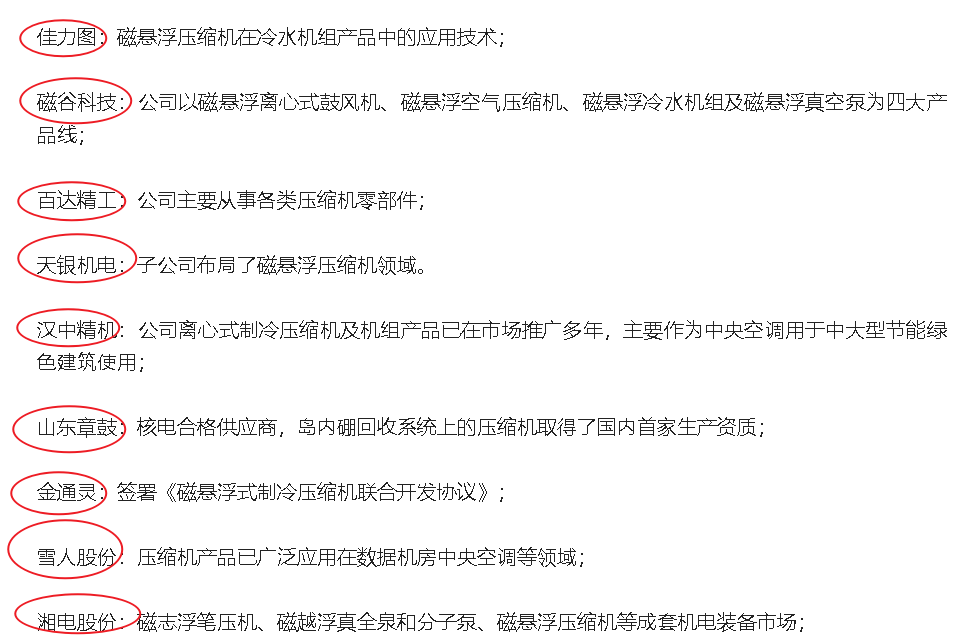 佳力图：磁悬浮压缩机在冷水机组产品中的应用技术；
磁谷科技：公司以磁悬浮离心式鼓风机、磁悬浮空气压缩机、磁悬浮冷水机组及磁悬浮真空泵为四大产
品线；
百达精工：公司主要从事各类压缩机零部件；
天银机电：子公司布局了磁悬浮压缩机领域。
汉中精机：公司离心式制冷压缩机及机组产品已在市场推广多年，主要作为中央空调用于中大型节能绿
色建筑使用；
山东章鼓：核电合格供应商，岛内硼回收系统上的压缩机取得了国内首家生产资质；
金通灵：签署《磁悬浮式制冷压缩机联合开发协议》；
雪人股份：压缩机产品已广泛应用在数据机房中央空调等领域；
湘电股份：磁志浮笔压机、磁越浮真全泉和分子泵、磁悬浮压缩机等成套机电装备市场；